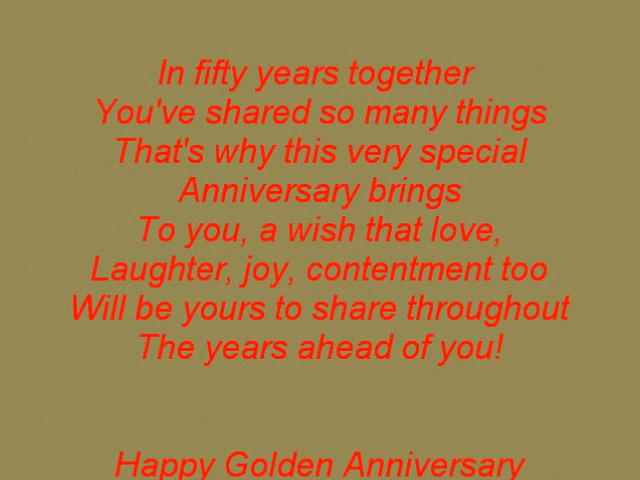 In fifty years together
You've shared so many things
That's why this very special
Anniversary brings
To you, a wish that love,
Laughter, joy, contentment too
Will be yours to share throughout
The years ahead of you!
Happy Golden Anniversary